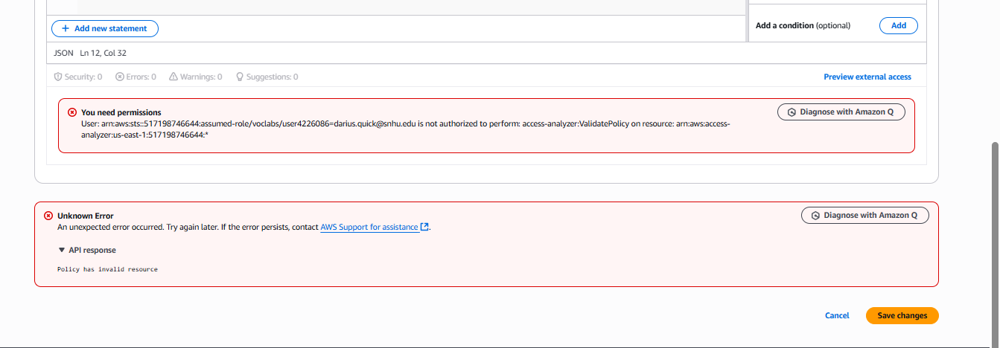 + Add new statement
Add a condition (optional)
Add
JSON Ln 12, Col 32
Security: 0 Errors: 0 Warnings: 0 Suggestions: 0
Preview external access
You need permissions
Diagnose with Amazon Q
User: arn:aws:sts::517198746644:assumed-role/voclabs/user4226086=darius.quick@snhu.edu is not authorized to perform: access-analyzer:ValidatePolicy on resource: arn:aws:access-
analyzer:us-east-1:517198746644:*
Unknown Error
Diagnose with Amazon Q
An unexpected error occurred. Try again later. If the error persists, contact AWS Support for assistance.
API response
Policy has invalid resource
Cancel
Save changes